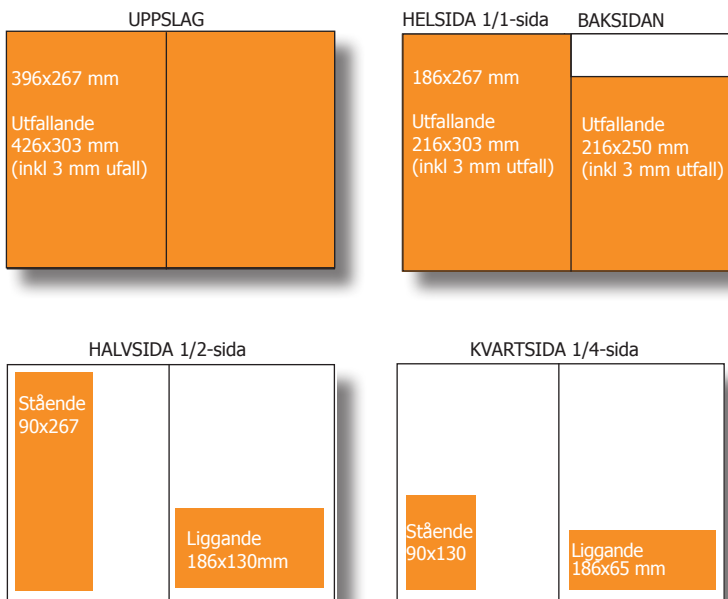 UPPSLAG
396x267 mm
Utfallande
426x303 mm
(inkl 3 mm ufall)
HELSIDA 1/1-sida
BAKSIDAN
186x267 mm
Utfallande
216x303 mm
(inkl 3 mm utfall)
Utfallande
216x250 mm
(inkl 3 mm utfall)
HALVSIDA 1/2-sida
Stående
90x267
Liggande
186x130mm
KVARTSIDA 1/4-sida
Stående
90x130
Liggande
186x65 mm